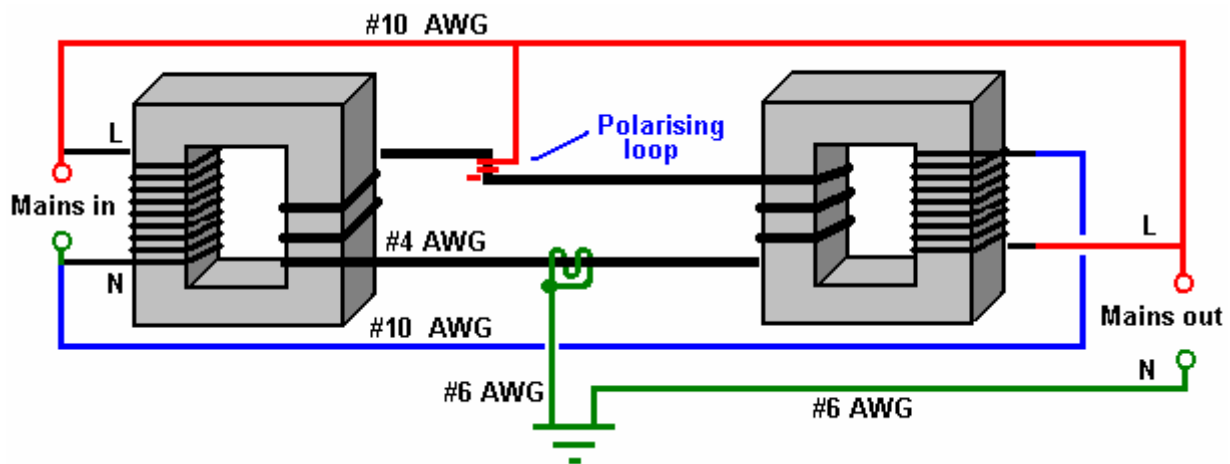 #10 AWG
L
Polarising
loop
Mains in
#4 AWG
L
N
#10 AWG
Mains out
#6 AWG
N
#6 AWG